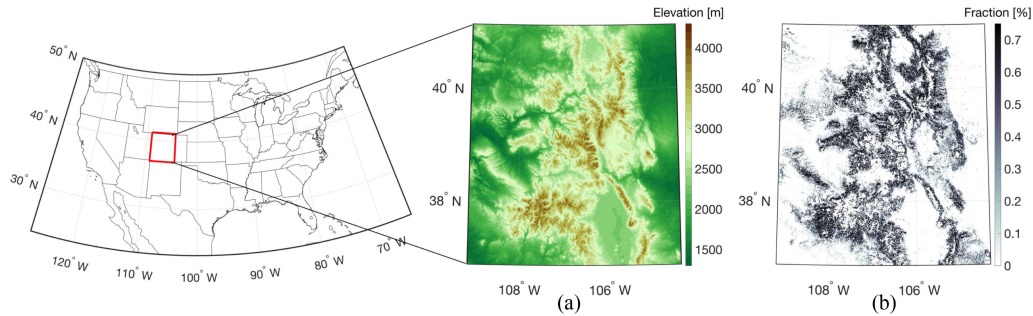 Elevation [m]
Fraction [%]
50° N
40° N
30° N
120° W
110° W
100° W
90° W
80° W
70° W
40° N
38° N
108° W
106° W
4000
3500
3000
2500
2000
1500
(a)
40° N
38° N
108° W
106° W
0.7
0.6
0.5
0.4
0.3
0.2
0.1
0
(b)